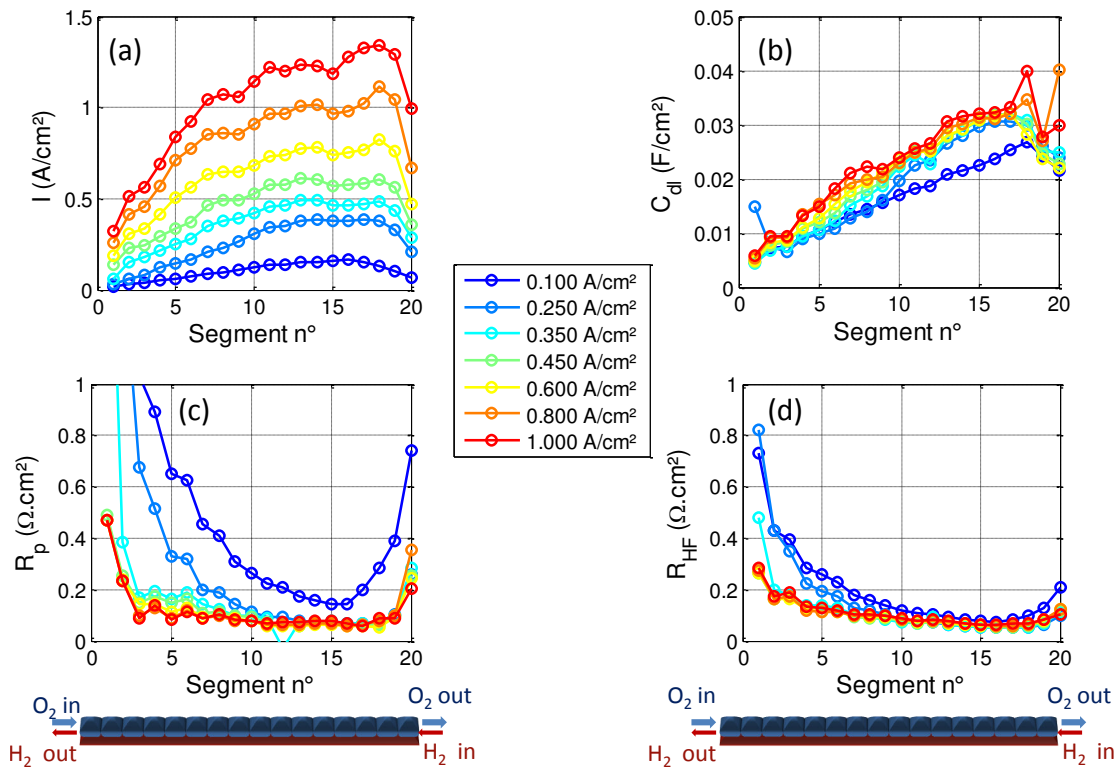 (a)
1.5
1
0.5
0
I (A/cm²)
0
5
10
15
20
Segment n°
(b)
0.05
0.04
0.03
0.02
0.01
0
C_dl (F/cm²)
0
5
10
15
20
Segment n°
0.100 A/cm²
0.250 A/cm²
0.350 A/cm²
0.450 A/cm²
0.600 A/cm²
0.800 A/cm²
1.000 A/cm²
(c)
1
0.8
0.6
0.4
0.2
0
R_p (Ω.cm²)
0
5
10
15
20
Segment n°
(d)
1
0.8
0.6
0.4
0.2
0
R_HF (Ω.cm²)
0
5
10
15
20
Segment n°
O₂ in
O₂ out
H₂ out
H₂ in
O₂ in
O₂ out
H₂ out
H₂ in